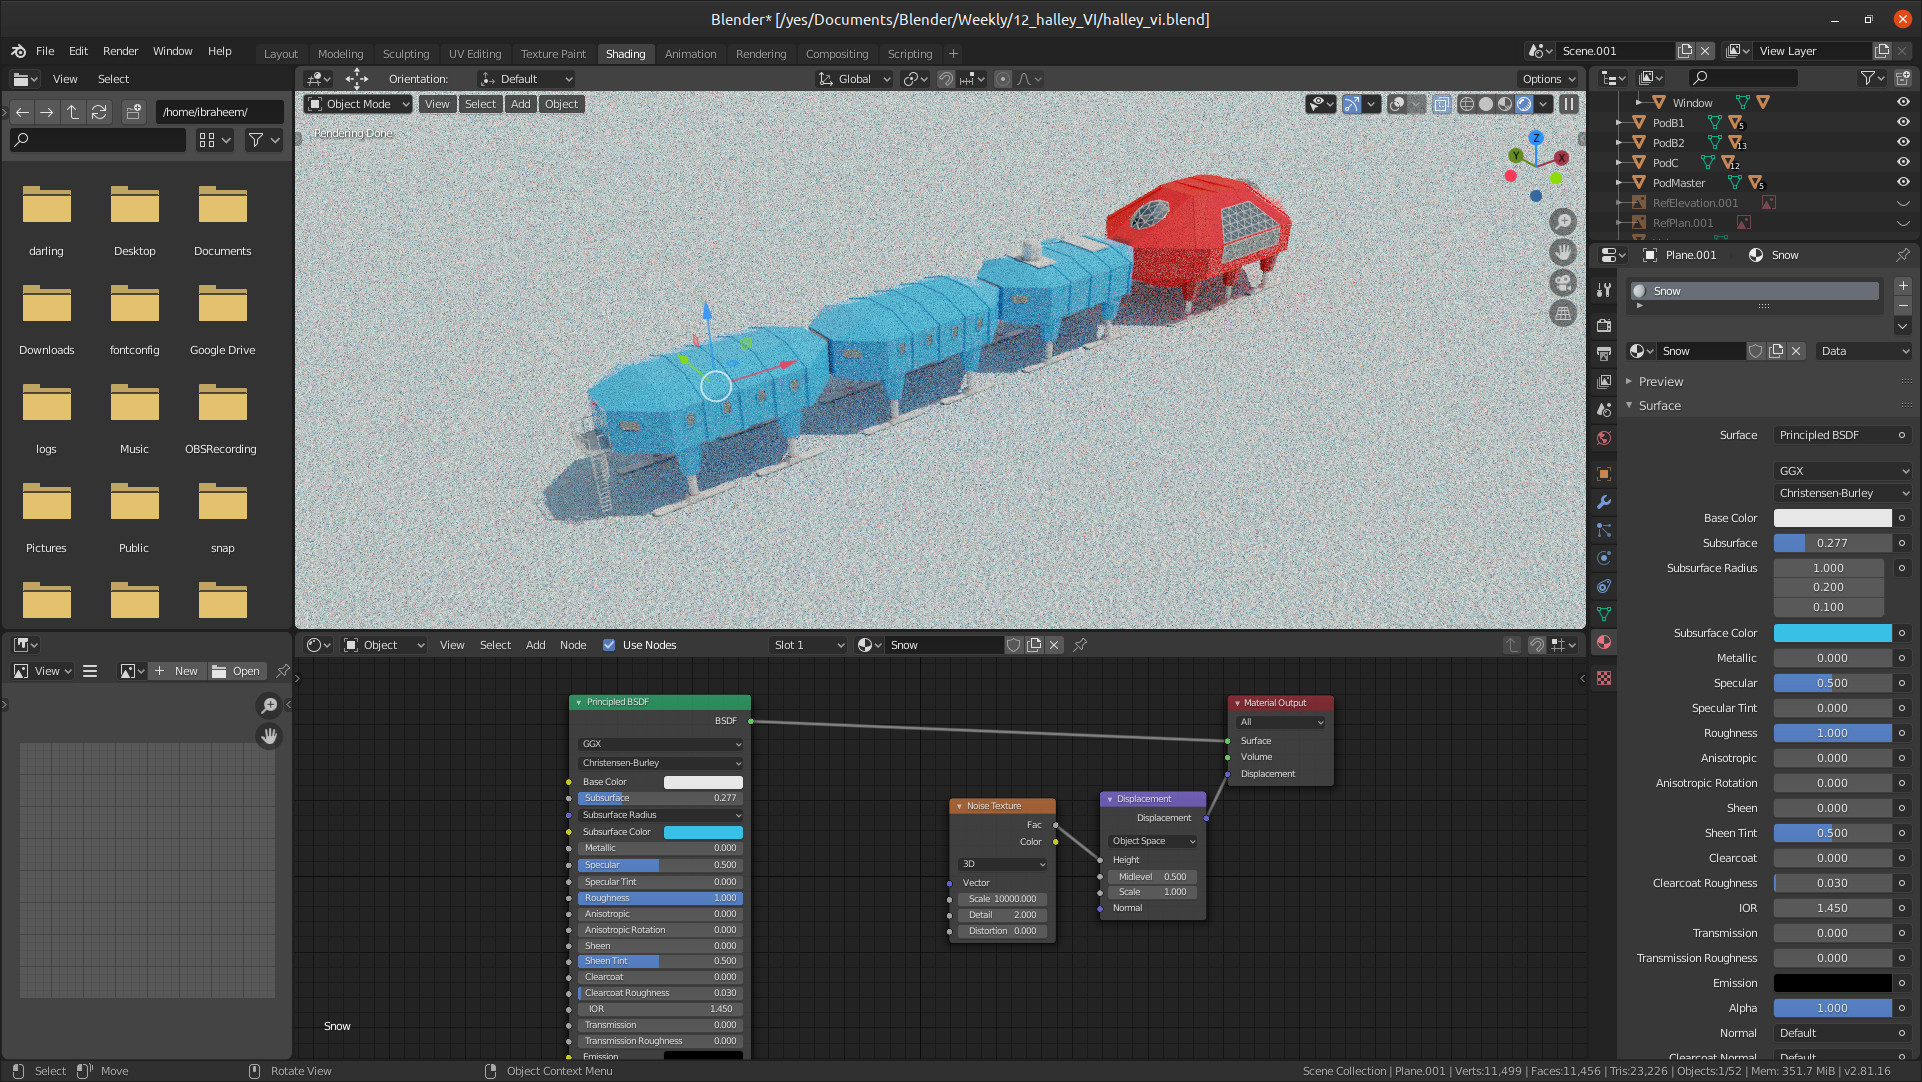 Blender* [/yes/Documents/Blender/Weekly/12_halley_VI/halley_vi.blend]
File Edit Render Window Help Layout Modeling Sculpting UV Editing Texture Paint Shading Animation Rendering Compositing Scripting + Scene.001 View Layer
View Select Orientation: Default Global Options
/home/ibraheem/
Object Mode View Select Add Object
Rendering Done
darling Desktop Documents
Downloads fontconfig Google Drive
logs Music OBSRecording
Pictures Public snap
Z
Y X
Window
PodB1 5
PodB2 13
PodC 12
PodMaster 5
RefElevation.001
RefPlan.001
Plane.001 Snow
Snow
Snow Data
Preview
Surface
Surface Principled BSDF
GGX
Christensen-Burley
Base Color
Subsurface 0.277
Subsurface Radius 1.000
0.200
0.100
Subsurface Color
Metallic 0.000
Specular 0.500
Specular Tint 0.000
Roughness 1.000
Anisotropic 0.000
Anisotropic Rotation 0.000
Sheen 0.000
Sheen Tint 0.500
Clearcoat 0.000
Clearcoat Roughness 0.030
IOR 1.450
Transmission 0.000
Transmission Roughness 0.000
Emission
Alpha 1.000
Normal Default
Clearcoat Normal Default
View + New Open
Object View Select Add Node Use Nodes Slot 1 Snow
Principled BSDF
BSDF
GGX
Christensen-Burley
Base Color
Subsurface 0.277
Subsurface Radius
Subsurface Color
Metallic 0.000
Specular 0.500
Specular Tint 0.000
Roughness 1.000
Anisotropic 0.000
Anisotropic Rotation 0.000
Sheen 0.000
Sheen Tint 0.500
Clearcoat 0.000
Clearcoat Roughness 0.030
IOR 1.450
Transmission 0.000
Transmission Roughness 0.000
Emission
Noise Texture
Fac
Color
3D
Vector
Scale 10000.000
Detail 2.000
Distortion 0.000
Displacement
Displacement
Object Space
Height
Midlevel 0.500
Scale 1.000
Normal
Material Output
All
Surface
Volume
Displacement
Snow
Select Move Rotate View Object Context Menu Scene Collection | Plane.001 | Verts:11,499 | Faces:11,456 | Tris:23,226 | Objects:1/52 | Mem: 351.7 MiB | v2.81.16